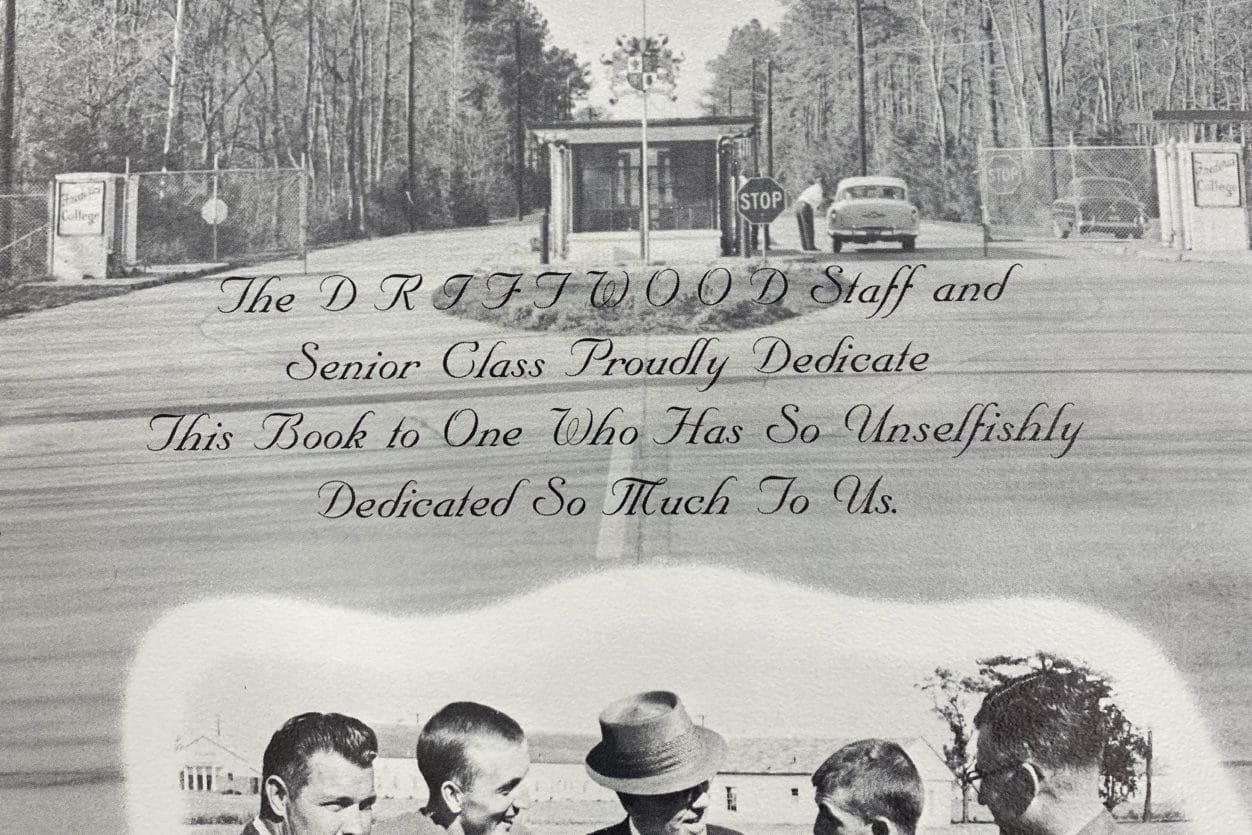 College
STOP
STOP
Frederick
College
The DRIFTWOOD Staff and
Senior Class Proudly Dedicate
This Book to One Who Has So Unselfishly
Dedicated So Much To Us.